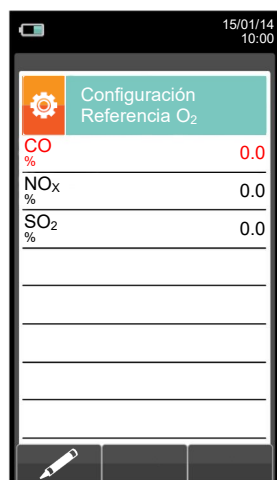 15/01/14
10:00
Configuración
Referencia O₂
CO 0.0
%
NOX 0.0
%
SO₂ 0.0
%